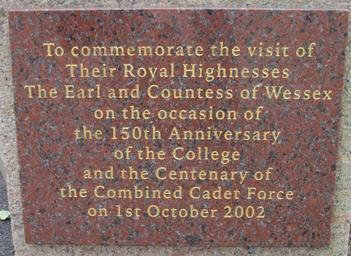 To commemorate the visit of
Their Royal Highnesses
The Earl and Countess of Wessex
on the occasion of
the 150th Anniversary
of the College
and the Centenary of
the Combined Cadet Force
on 1st October 2002